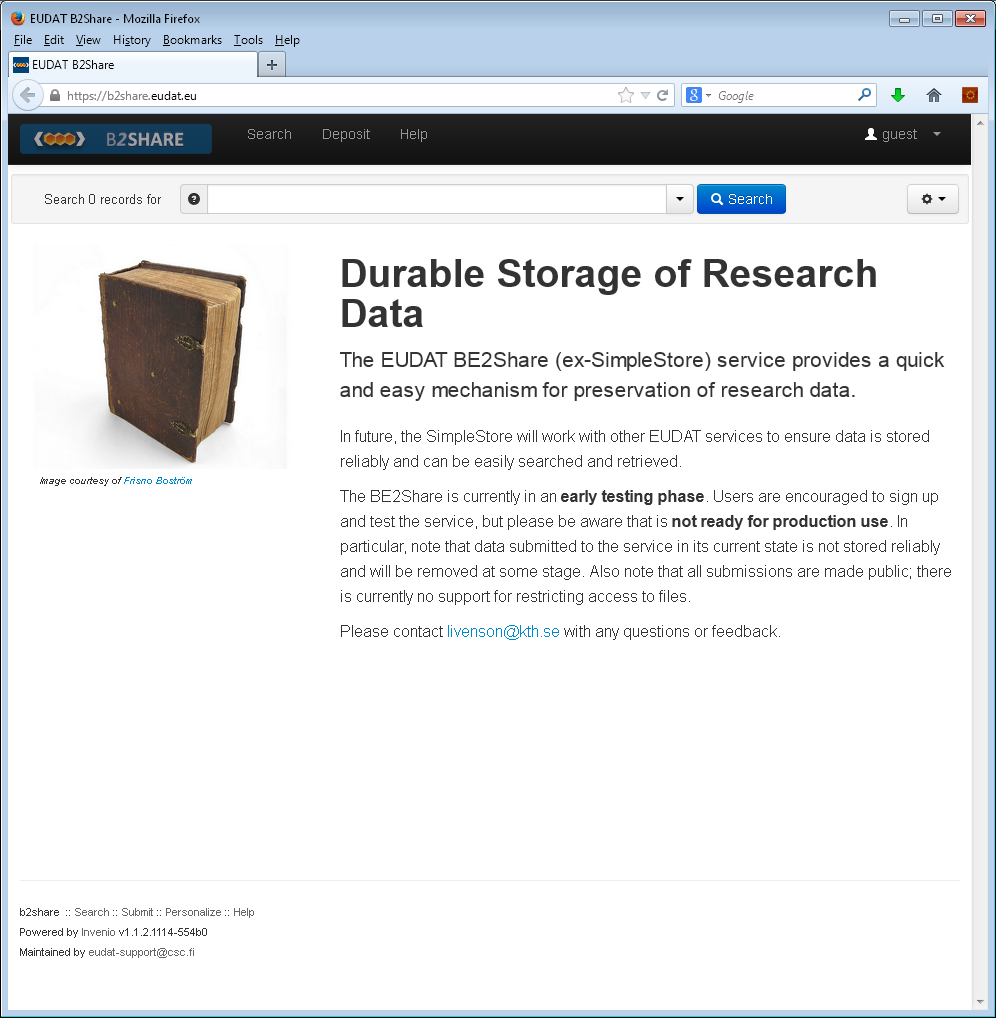 EUDAT B2Share - Mozilla Firefox
File Edit View History Bookmarks Tools Help
EUDAT B2Share
https://b2share.eudat.eu
Google
B2SHARE Search Deposit Help guest
Search 0 records for Search
Durable Storage of Research
Data
The EUDAT BE2Share (ex-SimpleStore) service provides a quick
and easy mechanism for preservation of research data.
Image courtesy of Frisno Boström
In future, the SimpleStore will work with other EUDAT services to ensure data is stored
reliably and can be easily searched and retrieved.
The BE2Share is currently in an early testing phase. Users are encouraged to sign up
and test the service, but please be aware that is not ready for production use. In
particular, note that data submitted to the service in its current state is not stored reliably
and will be removed at some stage. Also note that all submissions are made public; there
is currently no support for restricting access to files.
Please contact livenson@kth.se with any questions or feedback.
b2share :: Search :: Submit :: Personalize :: Help
Powered by Invenio v1.1.2.1114-554b0
Maintained by eudat-support@csc.fi